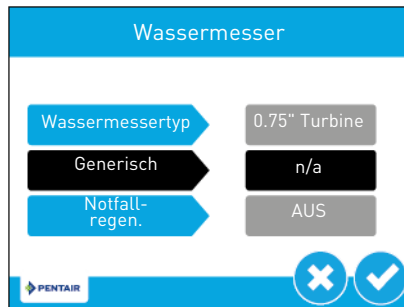 Wassermesser
Wassermessertyp
0.75" Turbine
Generisch
n/a
Notfall-
regen.
AUS
PENTAIR